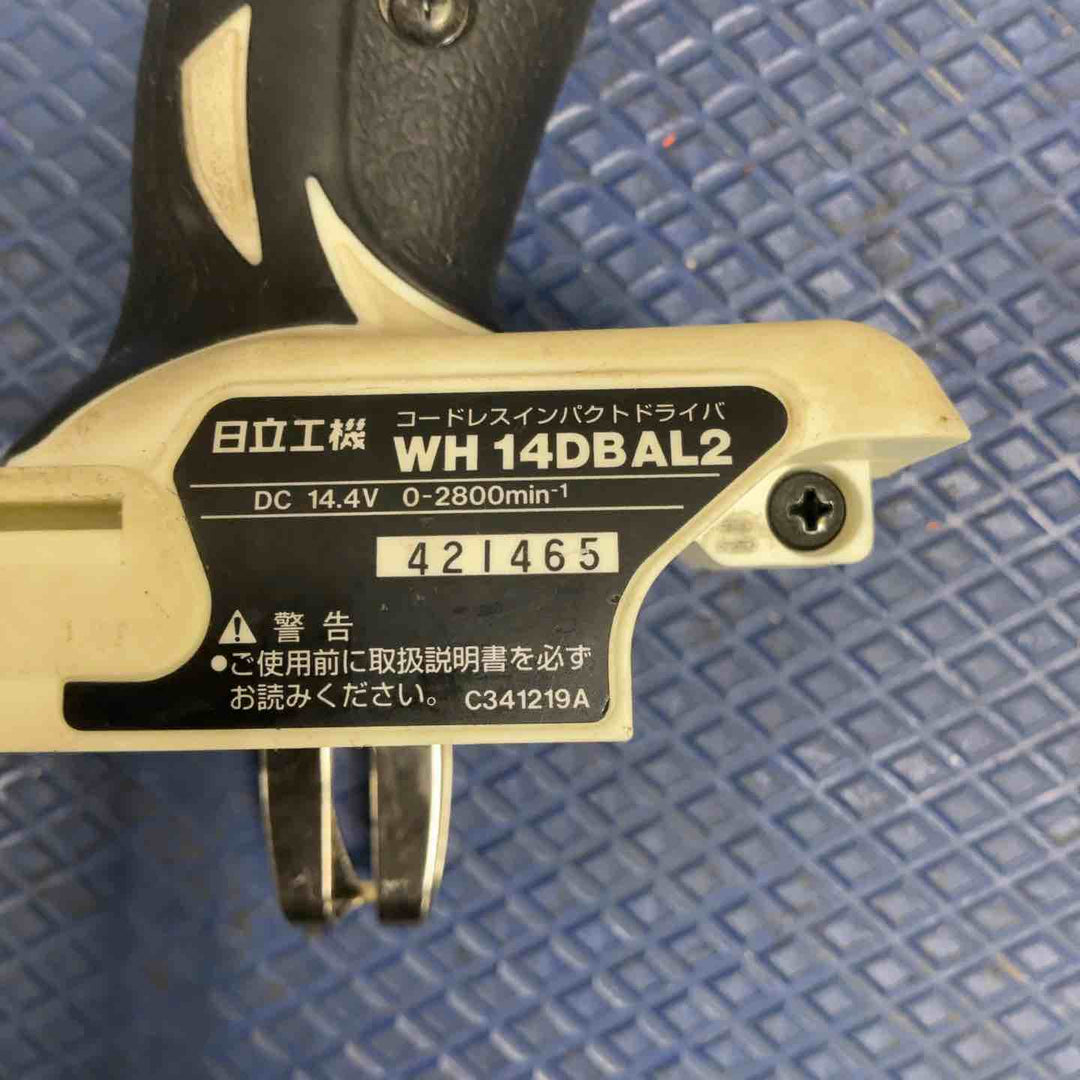 コードレスインパクトドライバ
日立工機 WH 14DBAL2
DC 14.4V 0-2800min-1
421465
警告
●ご使用前に取扱説明書を必ず
お読みください。 C341219A